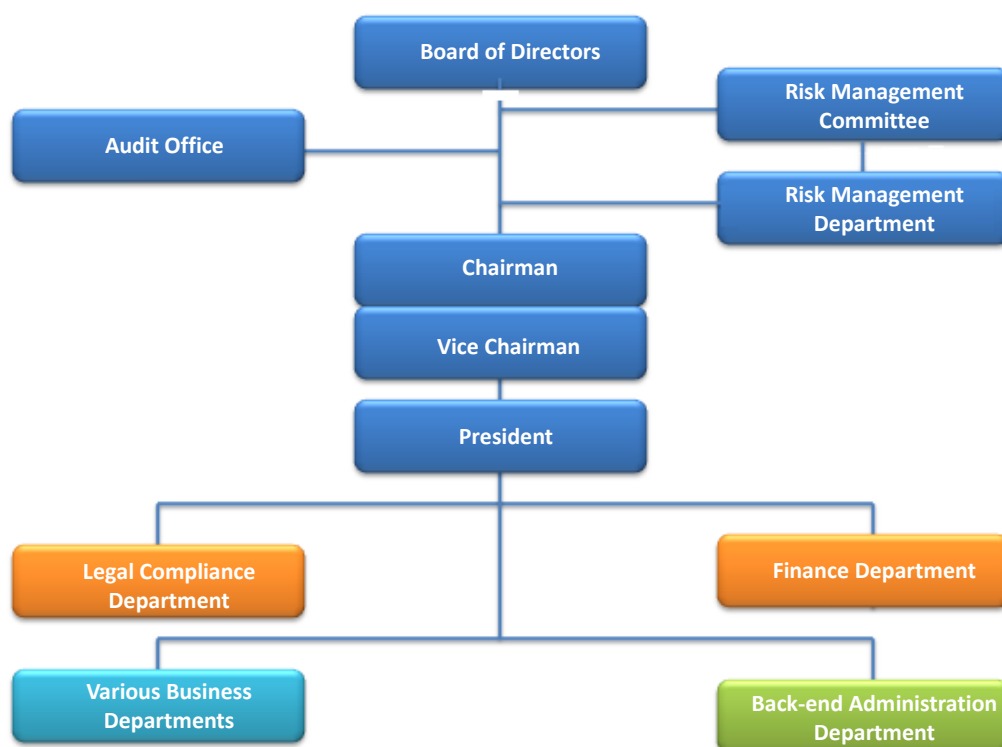 Board of Directors
Risk Management
Committee
Audit Office
Risk Management
Department
Chairman
Vice Chairman
President
Legal Compliance
Department
Finance Department
Various Business
Departments
Back-end Administration
Department